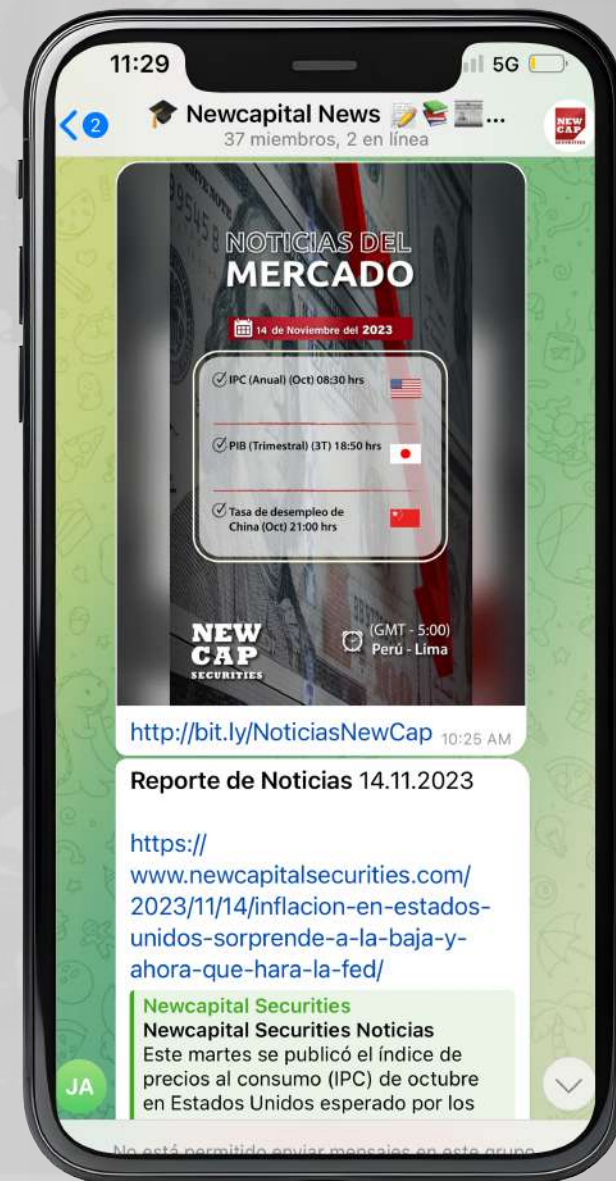 11:29
5G
2
🎓 Newcapital News 📝📚📰...
37 miembros, 2 en línea
NEW
CAP
SECURITIES
NOTICIAS DEL
MERCADO
14 de Noviembre del 2023
IPC (Anual) (Oct) 08:30 hrs
PIB (Trimestral) (3T) 18:50 hrs
Tasa de desempleo de
China (Oct) 21:00 hrs
NEW
CAP
SECURITIES
(GMT - 5:00)
Perú - Lima
http://bit.ly/NoticiasNewCap 10:25 AM
Reporte de Noticias 14.11.2023
https://
www.newcapitalsecurities.com/
2023/11/14/inflacion-en-estados-
unidos-sorprende-a-la-baja-y-
ahora-que-hara-la-fed/
Newcapital Securities
Newcapital Securities Noticias
Este martes se publicó el índice de
precios al consumo (IPC) de octubre
en Estados Unidos esperado por los
JA
No está permitido enviar mensajes en este grupo